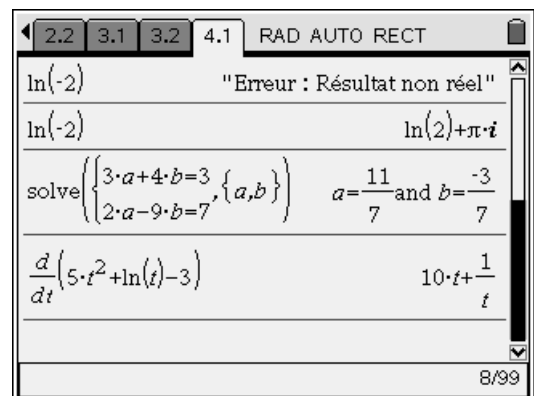 2.2 3.1 3.2 4.1 RAD AUTO RECT
ln(-2) "Erreur : Résultat non réel"
ln(-2) ln(2)+π·i
solve({3·a+4·b=3, 2·a−9·b=7,{a,b}) a=11/7 and b=-3/7
d/dt(5·t²+ln(t)−3) 10·t+1/t
8/99